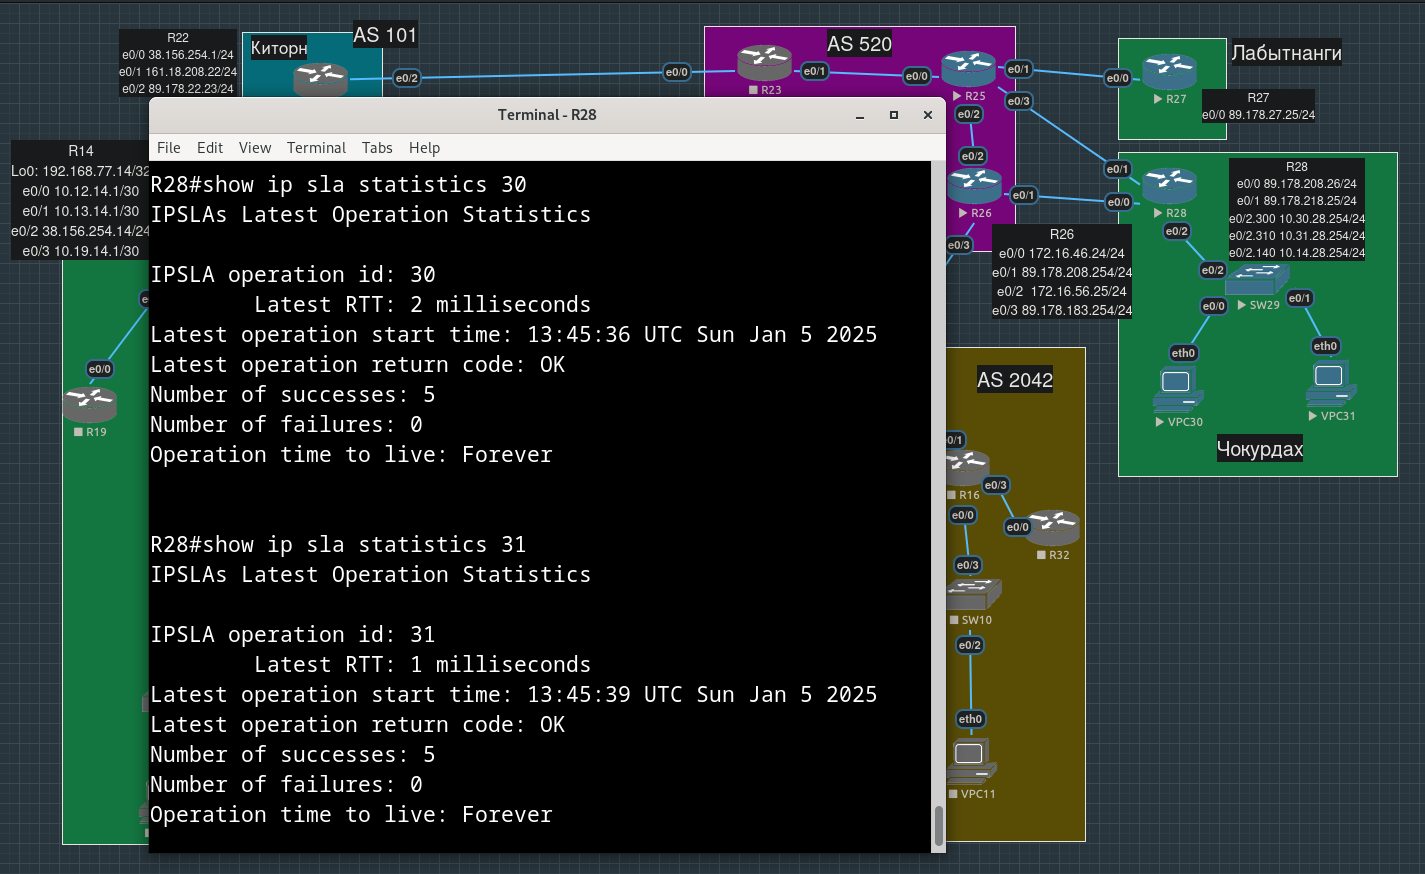 R22
e0/0 38.156.254.1/24
e0/1 161.18.208.22/24
e0/2 89.178.22.23/24
Киторн
AS 101
e0/2
e0/0
AS 520
e0/1
R23
e0/0
R25
e0/1
e0/3
e0/2
e0/2
R26
e0/1
e0/3
e0/0
R27
Лабытнанги
R27
e0/0 89.178.27.25/24
e0/1
e0/0
R28
e0/2
R28
e0/0 89.178.208.26/24
e0/1 89.178.218.25/24
e0/2.300 10.30.28.254/24
e0/2.310 10.31.28.254/24
e0/2.140 10.14.28.254/24
R26
e0/0 172.16.46.24/24
e0/1 89.178.208.254/24
e0/2 172.16.56.25/24
e0/3 89.178.183.254/24
e0/2
SW29
e0/0
e0/1
eth0
eth0
VPC30
VPC31
Чокурдах
R14
Lo0: 192.168.77.14/32
e0/0 10.12.14.1/30
e0/1 10.13.14.1/30
e0/2 38.156.254.14/24
e0/3 10.19.14.1/30
e0/0
R19
Terminal - R28
File Edit View Terminal Tabs Help
R28#show ip sla statistics 30
IPSLAs Latest Operation Statistics
IPSLA operation id: 30
Latest RTT: 2 milliseconds
Latest operation start time: 13:45:36 UTC Sun Jan 5 2025
Latest operation return code: OK
Number of successes: 5
Number of failures: 0
Operation time to live: Forever
R28#show ip sla statistics 31
IPSLAs Latest Operation Statistics
IPSLA operation id: 31
Latest RTT: 1 milliseconds
Latest operation start time: 13:45:39 UTC Sun Jan 5 2025
Latest operation return code: OK
Number of successes: 5
Number of failures: 0
Operation time to live: Forever
AS 2042
R16
e0/3
e0/0
e0/0
R32
e0/3
SW10
e0/2
eth0
VPC11